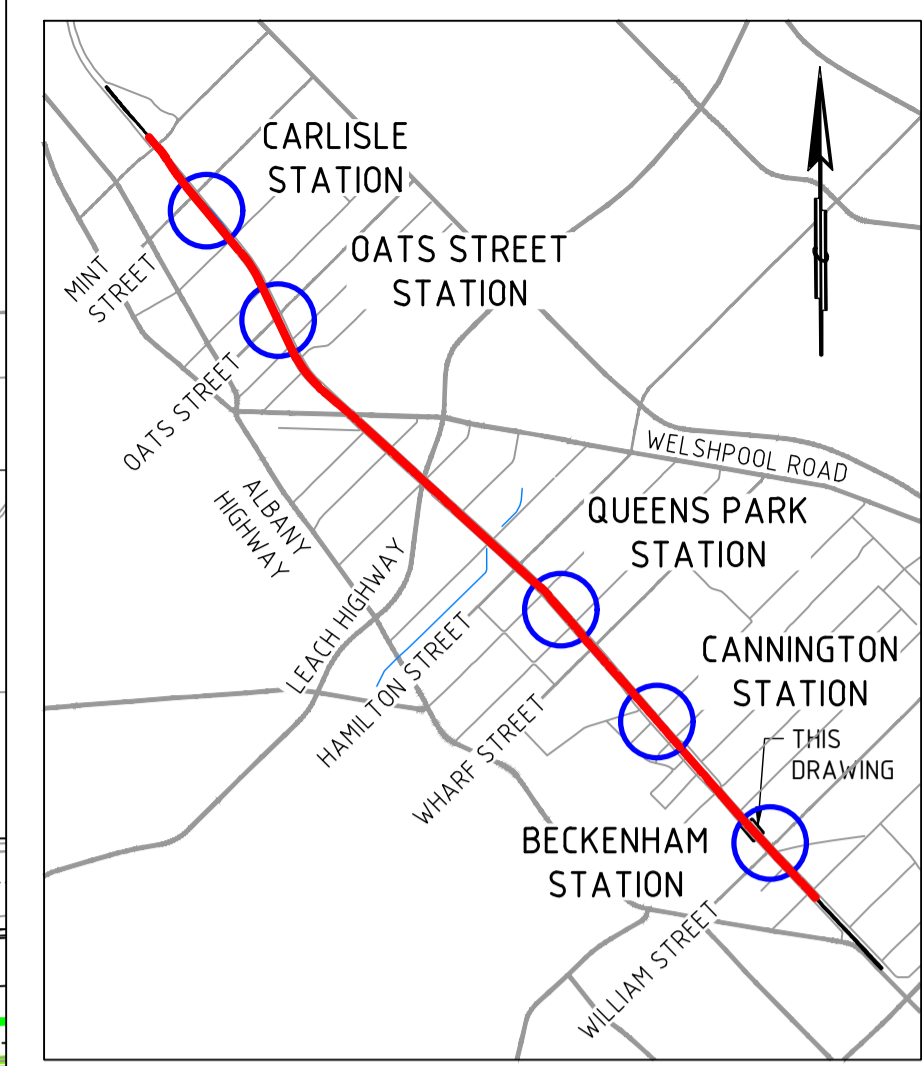 CARLISLE
STATION
OATS STREET
STATION
MINT
STREET
OATS STREET
WELSHPOOL ROAD
ALBANY
HIGHWAY
QUEENS PARK
STATION
LEACH HIGHWAY
HAMILTON STREET
CANNINGTON
STATION
WHARF STREET
THIS
DRAWING
BECKENHAM
STATION
WILLIAM STREET